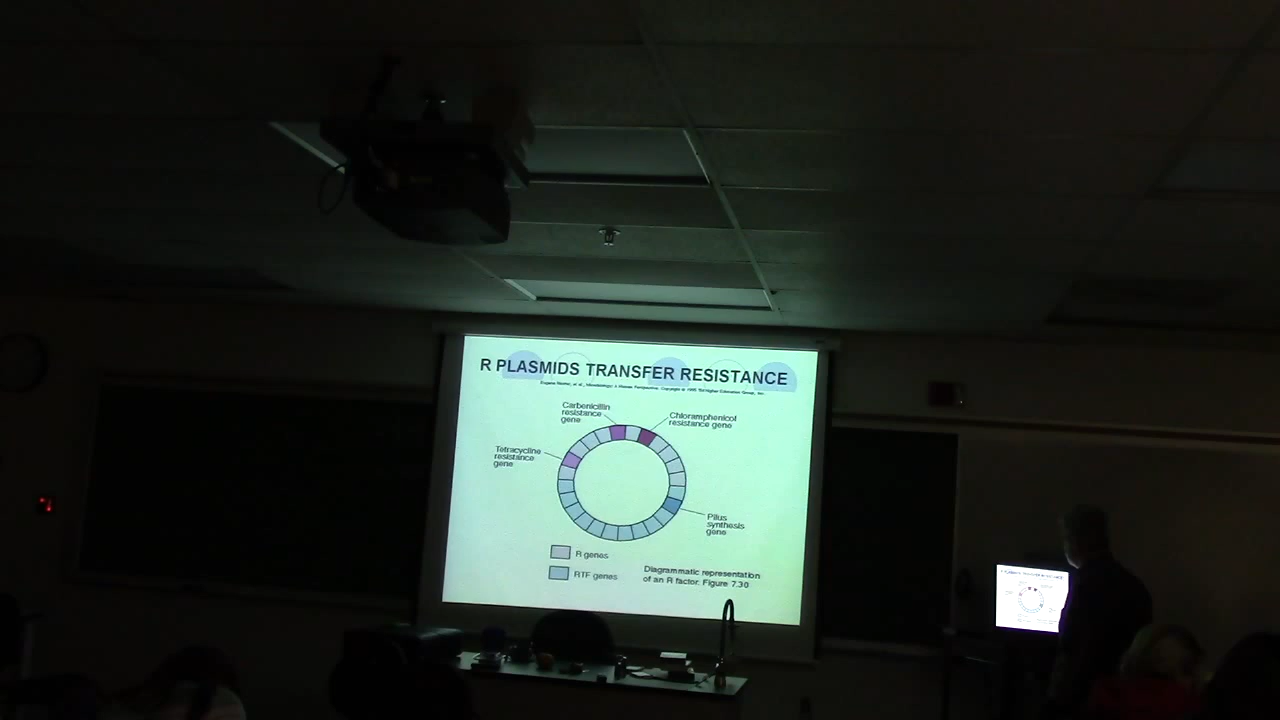 R PLASMIDS TRANSFER RESISTANCE
Carbenicillin
resistance
gene
Chloramphenicol
resistance gene
Tetracycline
resistance
gene
Pilus
synthesis
gene
R genes
RTF genes
Diagrammatic representation
of an R factor. Figure 7.30